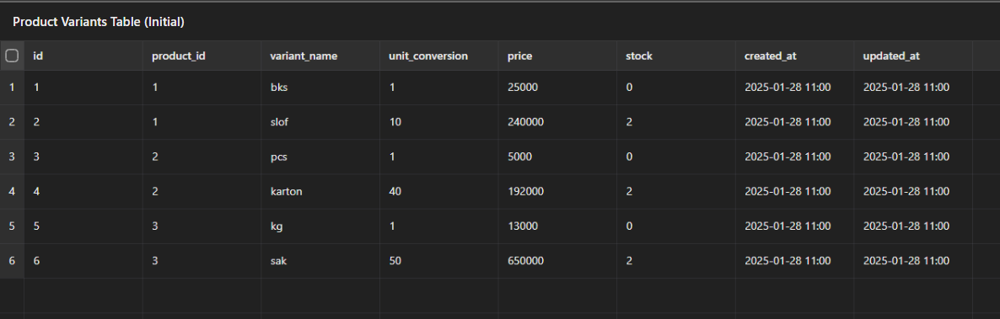 Product Variants Table (Initial)
id product_id variant_name unit_conversion price stock created_at updated_at
1 1 1 bks 1 25000 0 2025-01-28 11:00 2025-01-28 11:00
2 2 1 slof 10 240000 2 2025-01-28 11:00 2025-01-28 11:00
3 3 2 pcs 1 5000 0 2025-01-28 11:00 2025-01-28 11:00
4 4 2 karton 40 192000 2 2025-01-28 11:00 2025-01-28 11:00
5 5 3 kg 1 13000 0 2025-01-28 11:00 2025-01-28 11:00
6 6 3 sak 50 650000 2 2025-01-28 11:00 2025-01-28 11:00